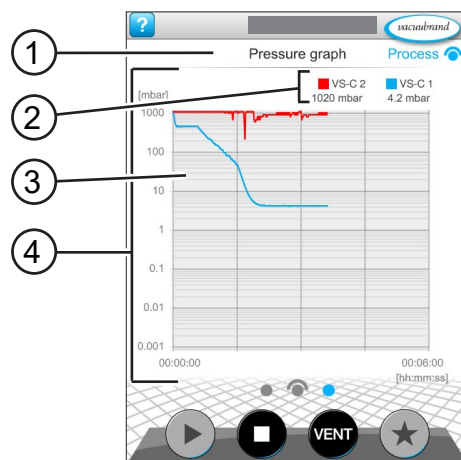 ?
vacuubrand
1
Pressure graph
Process
2
VS-C 2
VS-C 1
[mbar]
1020 mbar
4.2 mbar
1000
100
3
10
4
1
0.1
0.01
0.001
00:00:00
00:06:00
[hh:mm:ss]
VENT